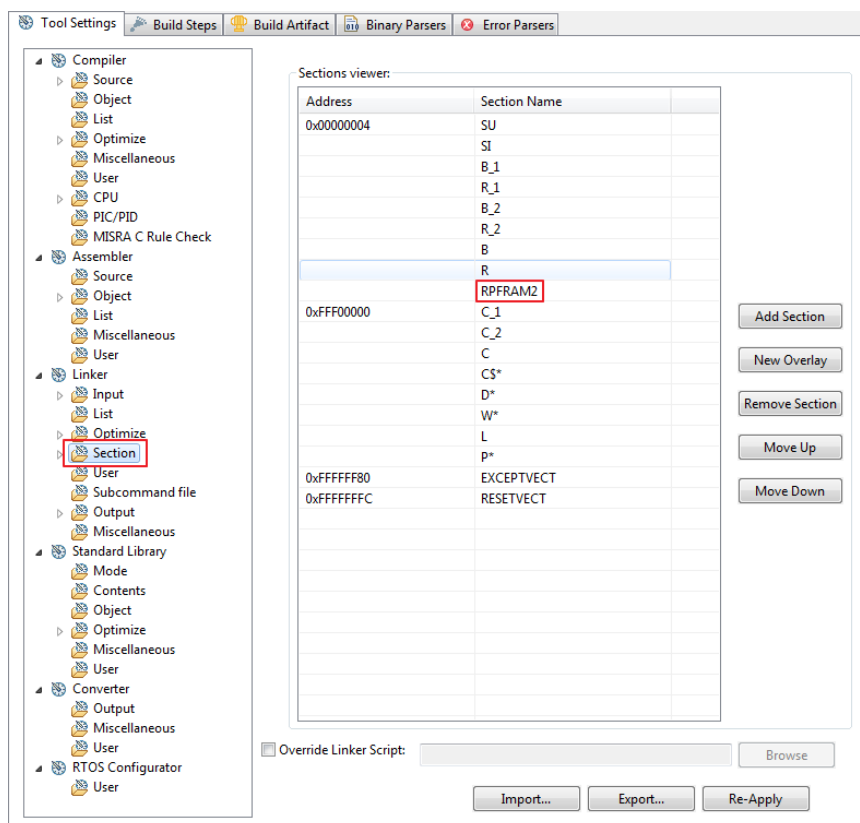 Tool Settings Build Steps Build Artifact Binary Parsers Error Parsers
Compiler
Source
Object
List
Optimize
Miscellaneous
User
CPU
PIC/PID
MISRA C Rule Check
Assembler
Source
Object
List
Miscellaneous
User
Linker
Input
List
Optimize
Section
User
Subcommand file
Output
Miscellaneous
Standard Library
Mode
Contents
Object
Optimize
Miscellaneous
User
Converter
Output
Miscellaneous
User
RTOS Configurator
User
Sections viewer:
Address Section Name
0x00000004 SU
SI
B_1
R_1
B_2
R_2
B
R
RPFRAM2
0xFFF00000 C_1
C_2
C
C$*
D*
W*
L
P*
0xFFFFFF80 EXCEPTVECT
0xFFFFFFFC RESETVECT
Add Section
New Overlay
Remove Section
Move Up
Move Down
Override Linker Script: Browse
Import... Export... Re-Apply